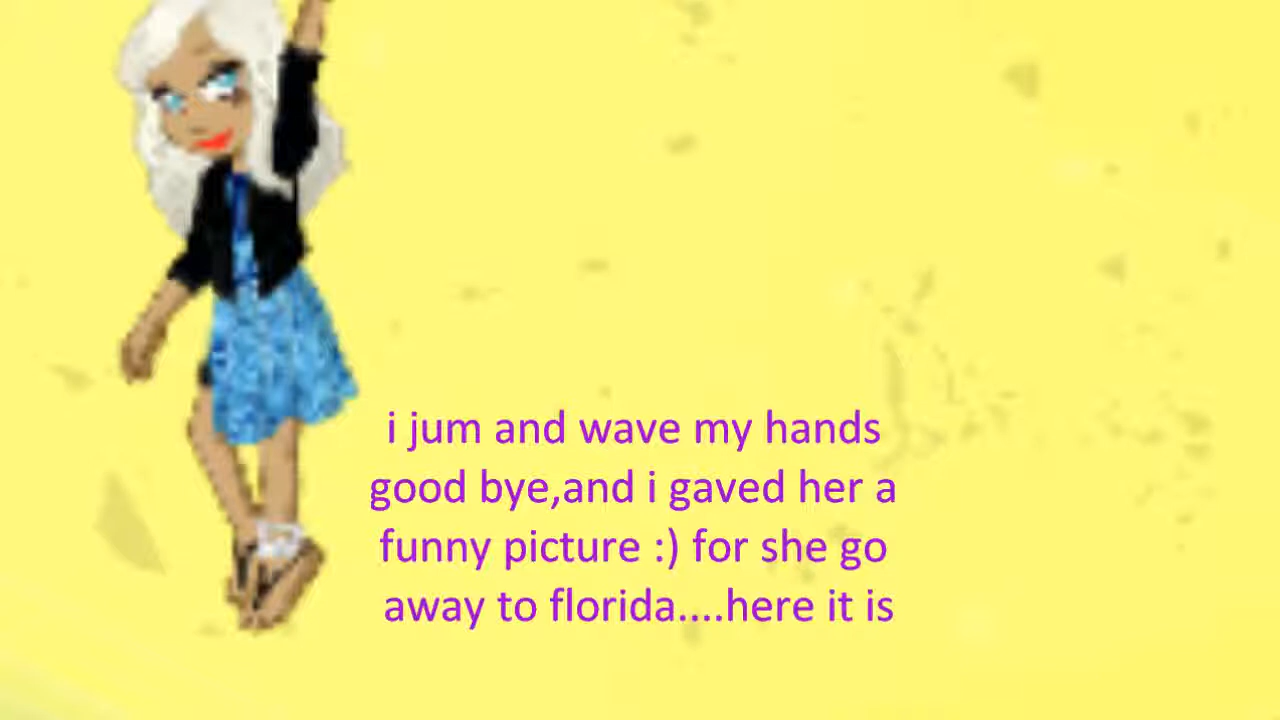 i jum and wave my hands
good bye,and i gaved her a
funny picture :) for she go
away to florida....here it is